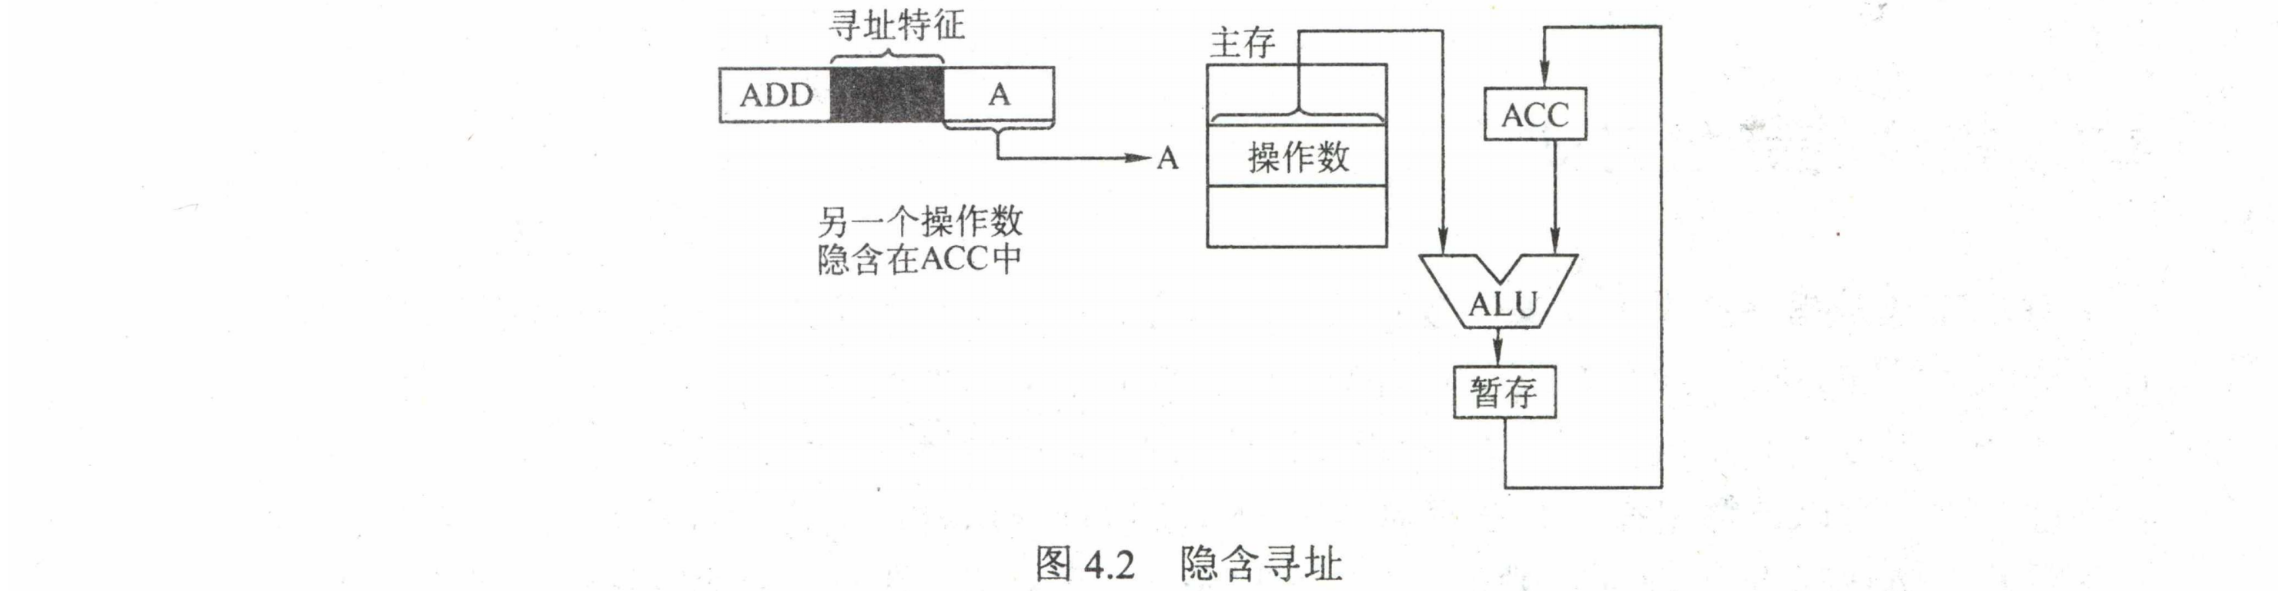 寻址特征
ADD
A
A
另一个操作数
隐含在ACC中
主存
操作数
ACC
ALU
暂存
图 4.2 隐含寻址